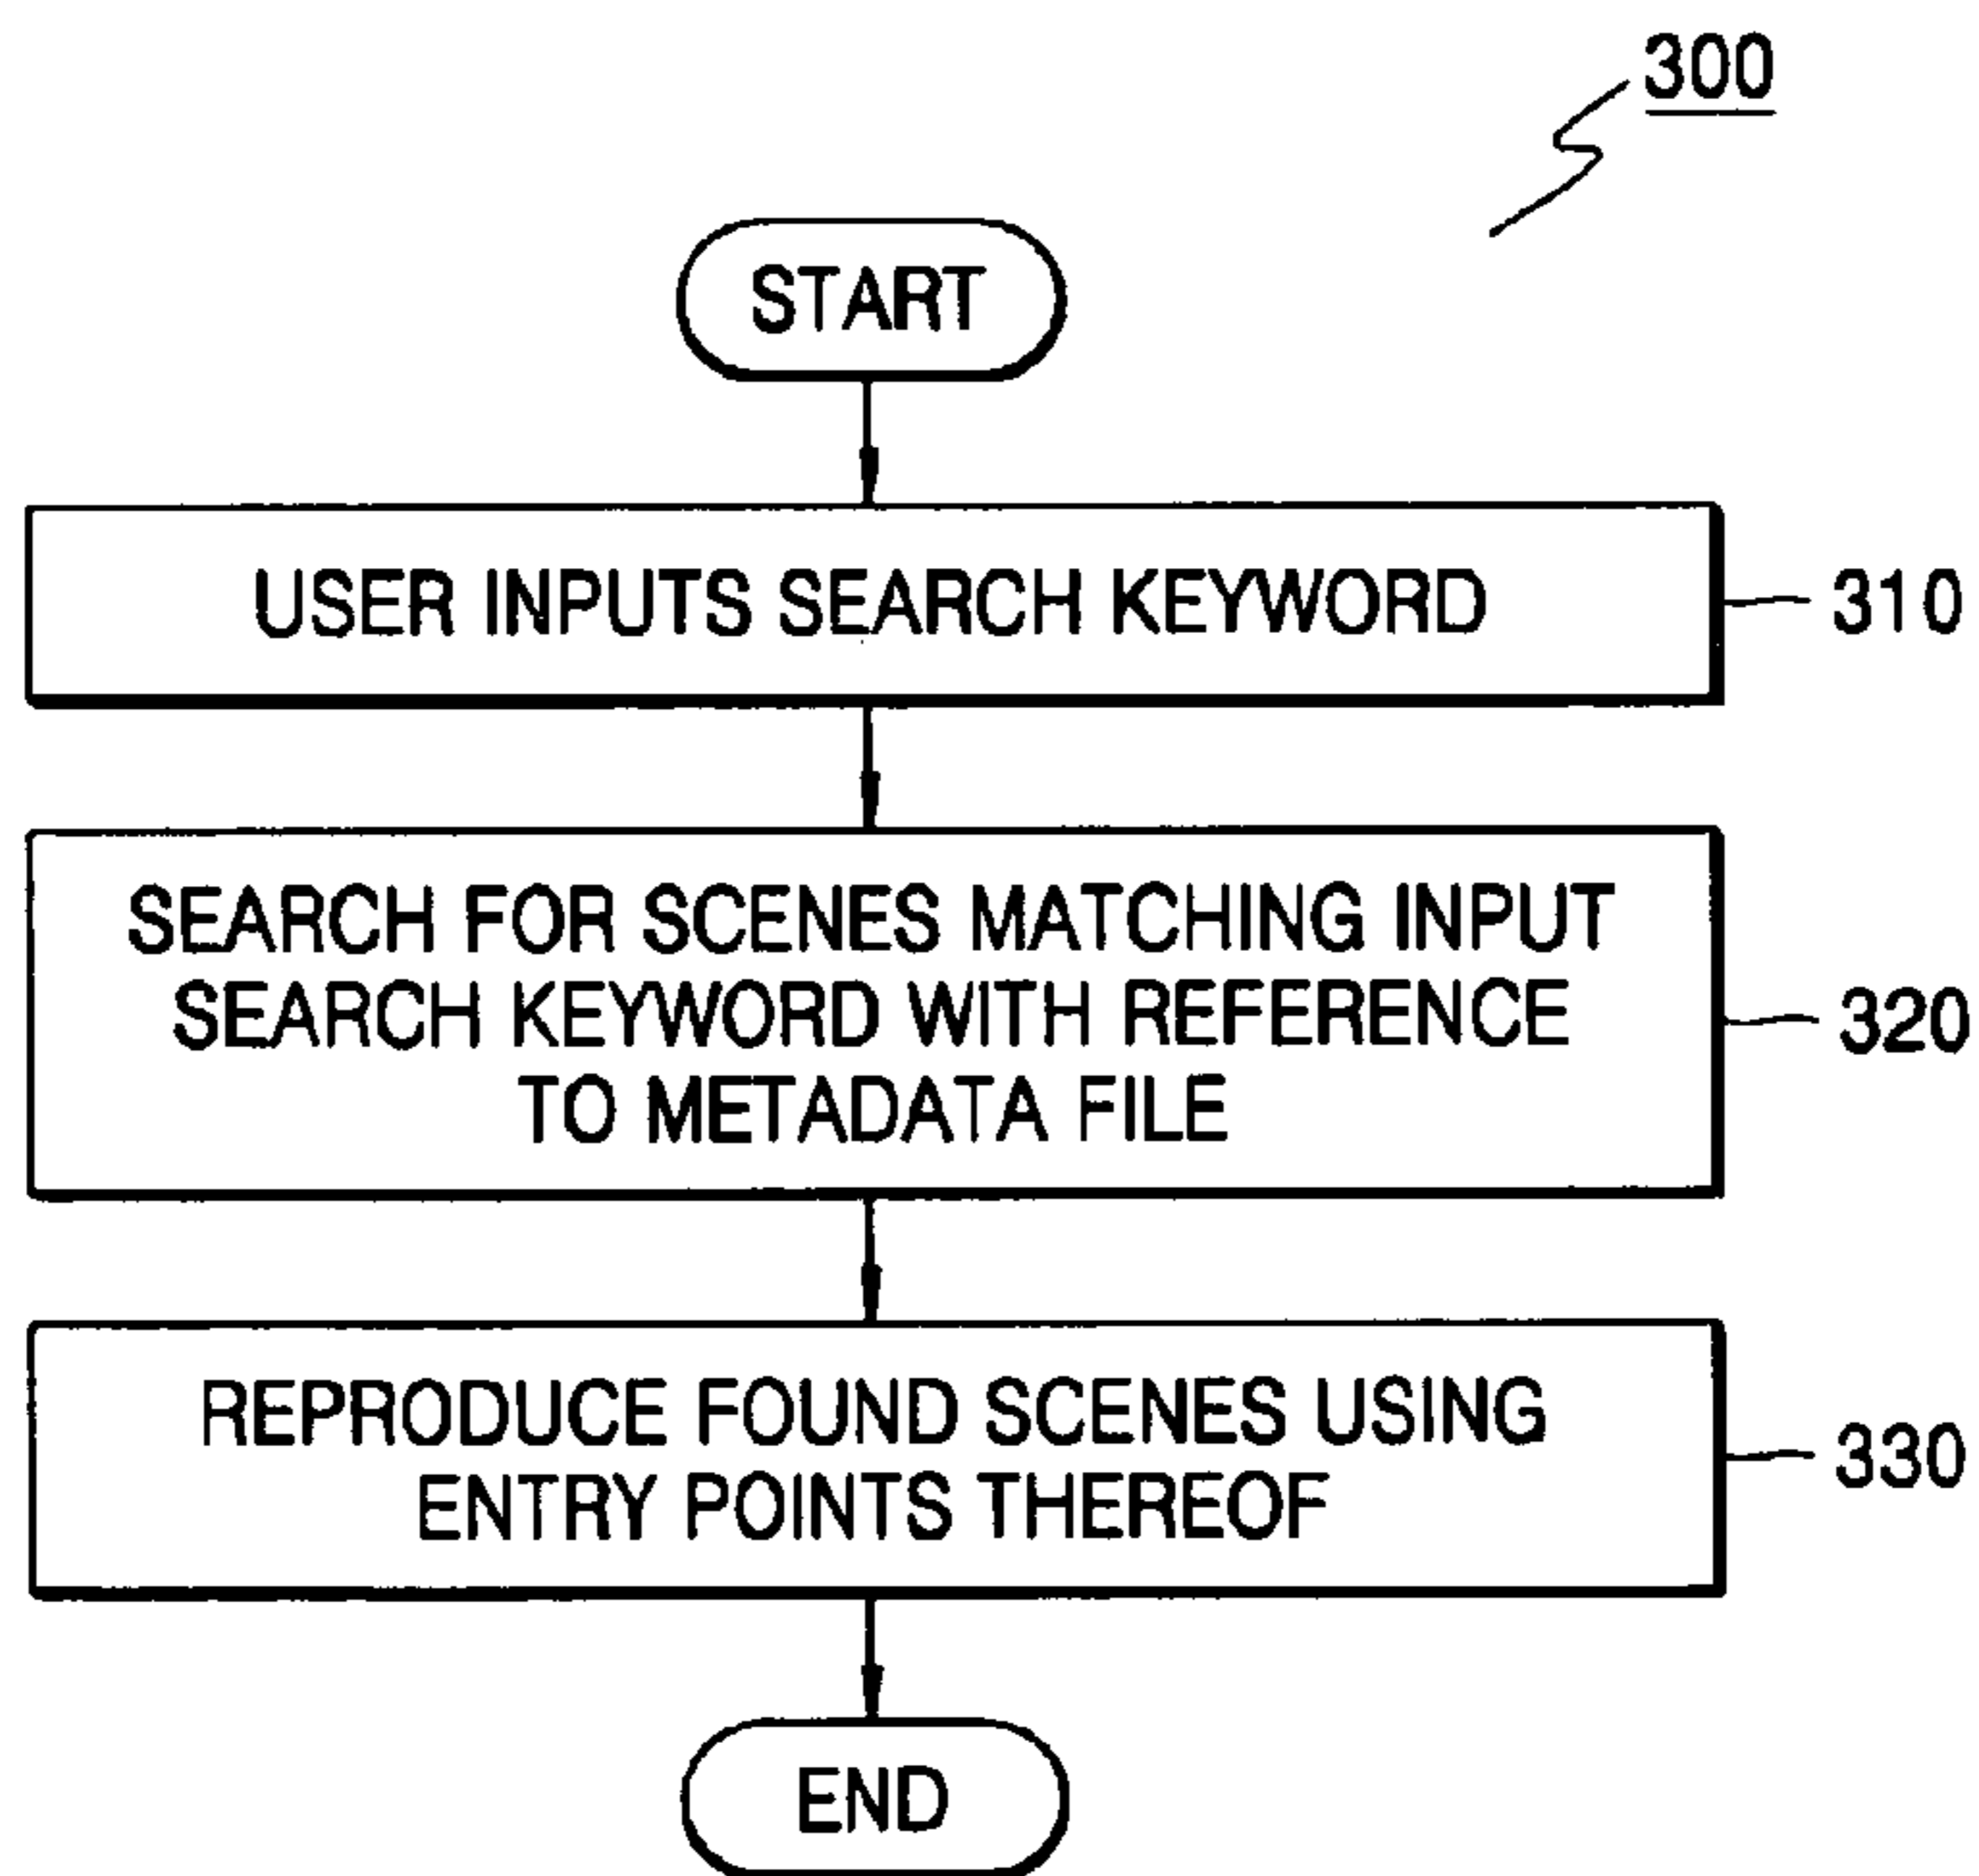 300
START
USER INPUTS SEARCH KEYWORD
310
SEARCH FOR SCENES MATCHING INPUT
SEARCH KEYWORD WITH REFERENCE
TO METADATA FILE
320
REPRODUCE FOUND SCENES USING
ENTRY POINTS THEREOF
330
END